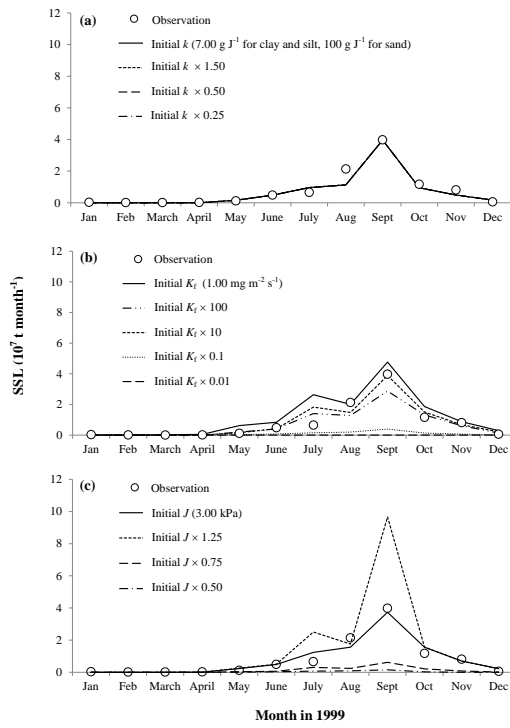 (a)
Observation
Initial k (7.00 g J⁻¹ for clay and silt, 100 g J⁻¹ for sand)
Initial k × 1.50
Initial k × 0.50
Initial k × 0.25
12
10
8
6
4
2
0
Jan Feb March April May June July Aug Sept Oct Nov Dec
(b)
Observation
Initial Kf (1.00 mg m⁻² s⁻¹)
Initial Kf × 100
Initial Kf × 10
Initial Kf × 0.1
Initial Kf × 0.01
12
10
8
6
4
2
0
Jan Feb March April May June July Aug Sept Oct Nov Dec
SSL (10⁷ t month⁻¹)
(c)
Observation
Initial J (3.00 kPa)
Initial J × 1.25
Initial J × 0.75
Initial J × 0.50
12
10
8
6
4
2
0
Jan Feb March April May June July Aug Sept Oct Nov Dec
Month in 1999